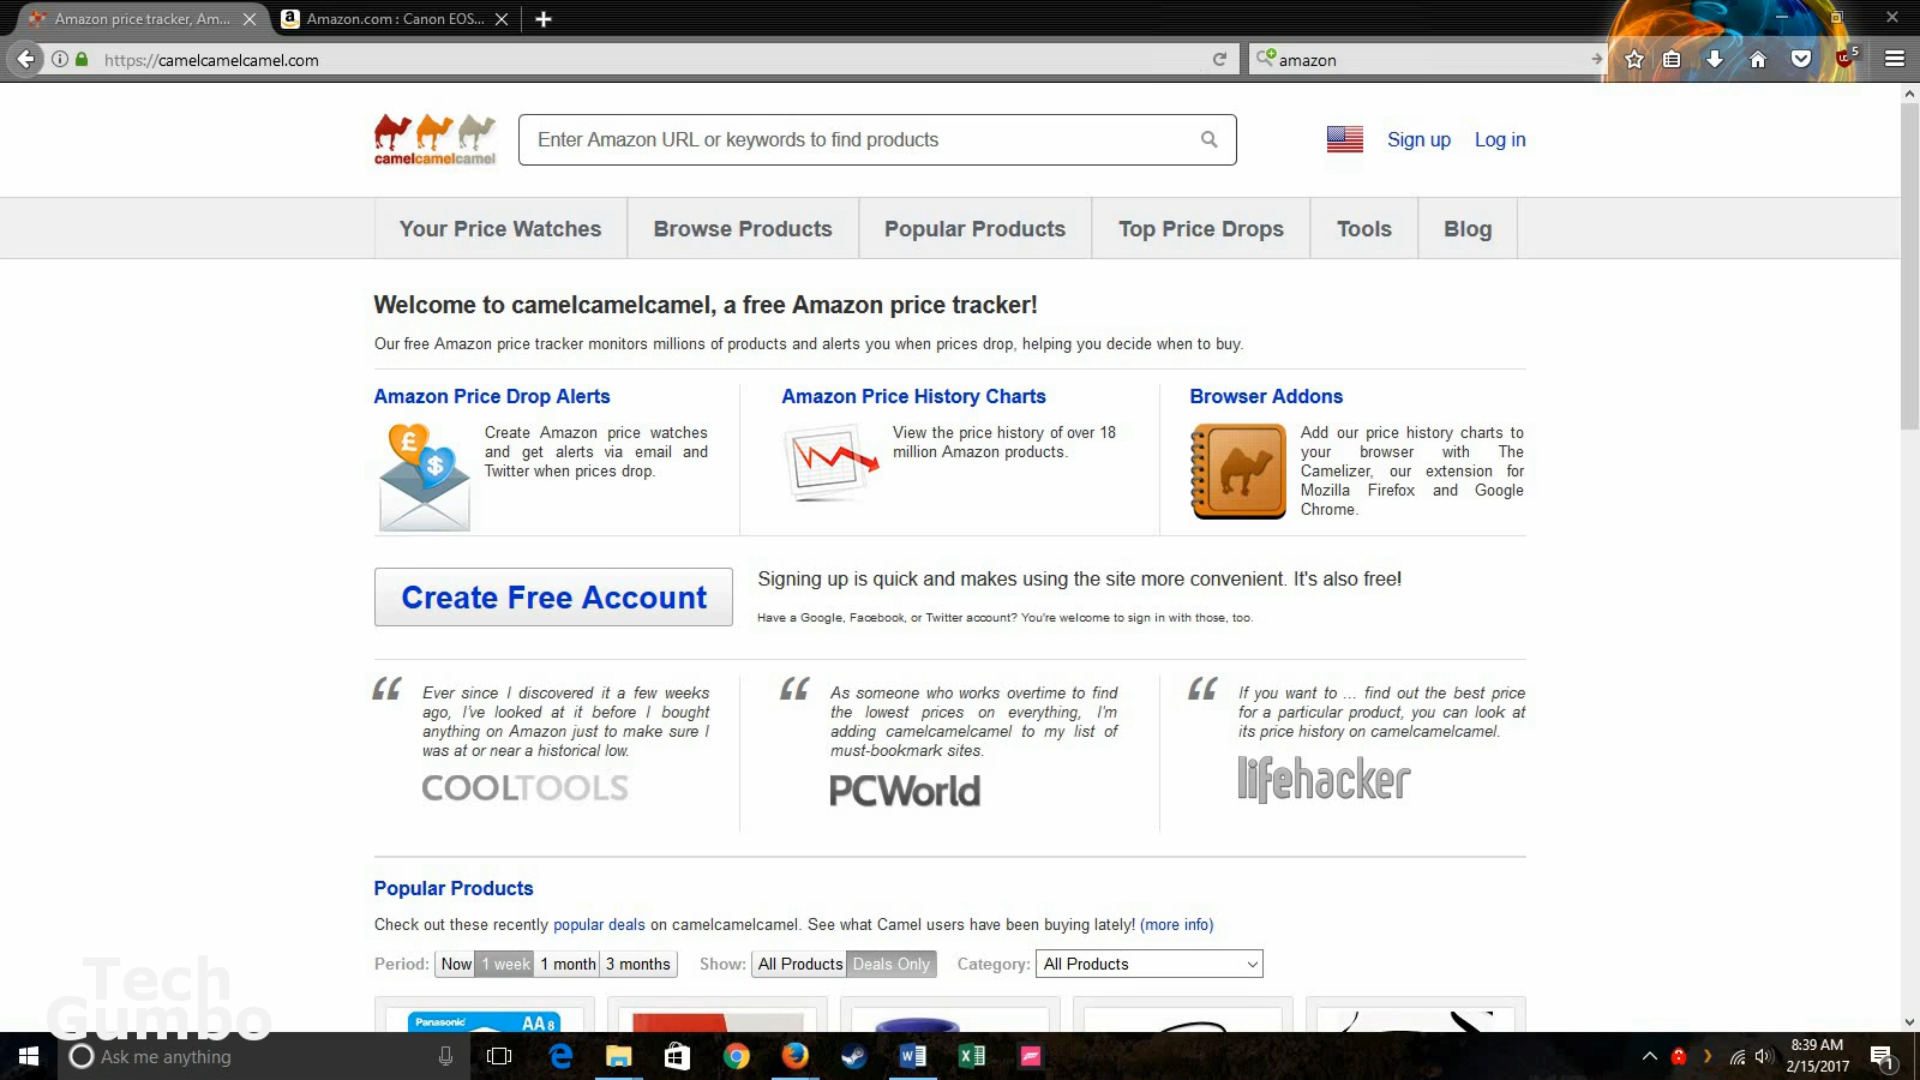 Amazon price tracker, Am...
Amazon.com : Canon EOS...
https://camelcamelcamel.com
amazon
5
camelcamelcamel
Enter Amazon URL or keywords to find products
Sign up
Log in
Your Price Watches
Browse Products
Popular Products
Top Price Drops
Tools
Blog
Welcome to camelcamelcamel, a free Amazon price tracker!
Our free Amazon price tracker monitors millions of products and alerts you when prices drop, helping you decide when to buy.
Amazon Price Drop Alerts
Create Amazon price watches
and get alerts via email and
Twitter when prices drop.
Amazon Price History Charts
View the price history of over 18
million Amazon products.
Browser Addons
Add our price history charts to
your browser with The
Camelizer, our extension for
Mozilla Firefox and Google
Chrome.
Create Free Account
Signing up is quick and makes using the site more convenient. It's also free!
Have a Google, Facebook, or Twitter account? You're welcome to sign in with those, too.
Ever since I discovered it a few weeks
ago, I've looked at it before I bought
anything on Amazon just to make sure I
was at or near a historical low.
COOLTOOLS
As someone who works overtime to find
the lowest prices on everything, I'm
adding camelcamelcamel to my list of
must-bookmark sites.
PCWorld
If you want to ... find out the best price
for a particular product, you can look at
its price history on camelcamelcamel.
lifehacker
Popular Products
Check out these recently popular deals on camelcamelcamel. See what Camel users have been buying lately! (more info)
Period: Now 1 week 1 month 3 months Show: All Products Deals Only Category: All Products
Panasonic AA8
Tech
Gumbo
Ask me anything
8:39 AM
2/15/2017
1